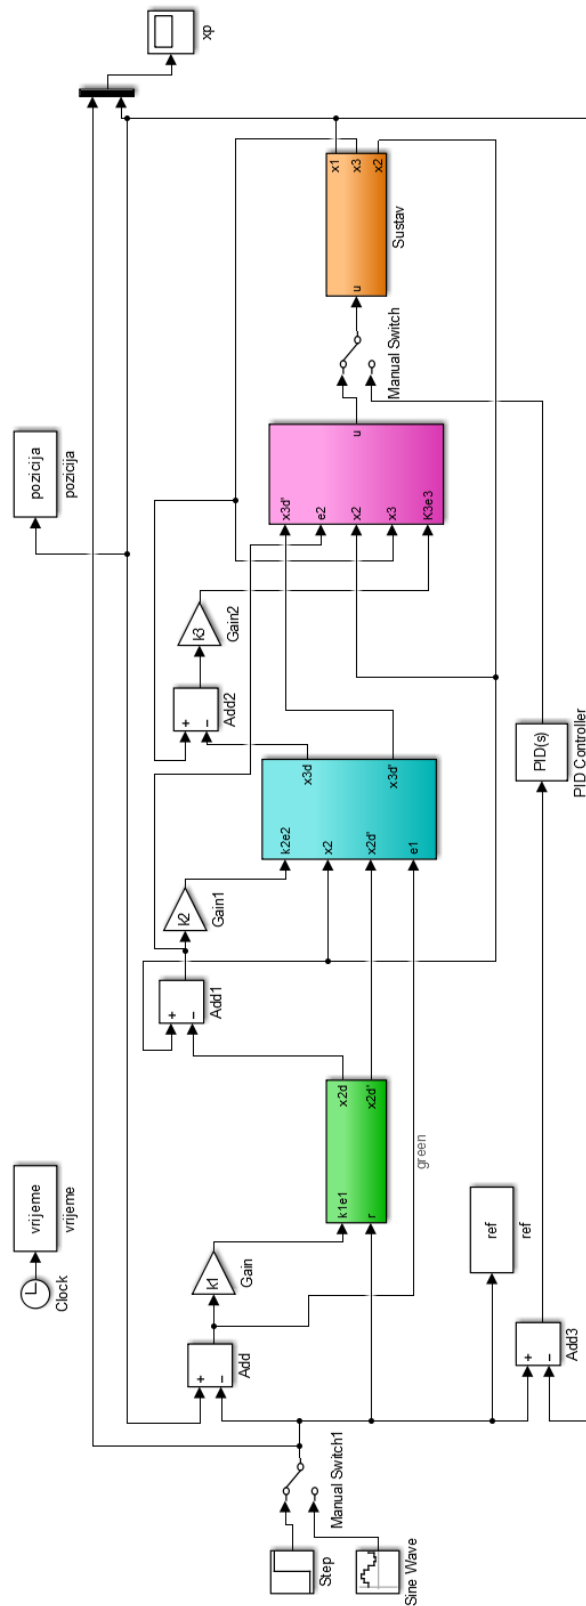 Step
Sine Wave
Manual Switch1
Clock
vrijeme
vrijeme
+
−
Add
k1
Gain
k1e1
r
x2d
x2d'
green
ref
ref
+
−
Add3
+
−
Add1
k2
Gain1
k2e2
x2
x2d'
e1
x3d
x3d'
+
−
Add2
k3
Gain2
PID(s)
PID Controller
pozicija
pozicija
x3d'
e2
x2
x3
K3e3
u
Manual Switch
u
x1
x3
x2
Sustav
xp